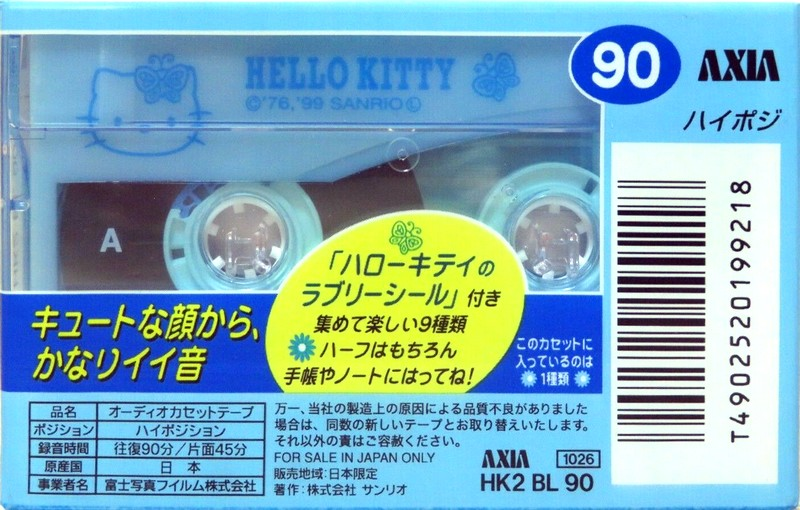 HELLO KITTY
©'76,'99 SANRIO Ⓛ
90
AXIA
ハイポジ
A
「ハローキティの
ラブリーシール」付き
集めて楽しい9種類
ハーフはもちろん
手帳やノートにはってね!
キュートな顔から、
かなりイイ音
このカセットに
入っているのは
1種類
T4902520199218
品名 オーディオカセットテープ
ポジション ハイポジション
録音時間 往復90分/片面45分
原産国 日本
事業者名 富士写真フイルム株式会社
万一、当社の製造上の原因による品質不良がありました
場合は、同数の新しいテープとお取り替えいたします。
それ以外の責はご容赦ください。
FOR SALE IN JAPAN ONLY
販売地域:日本限定
著作:株式会社 サンリオ
AXIA 1026
HK2 BL 90